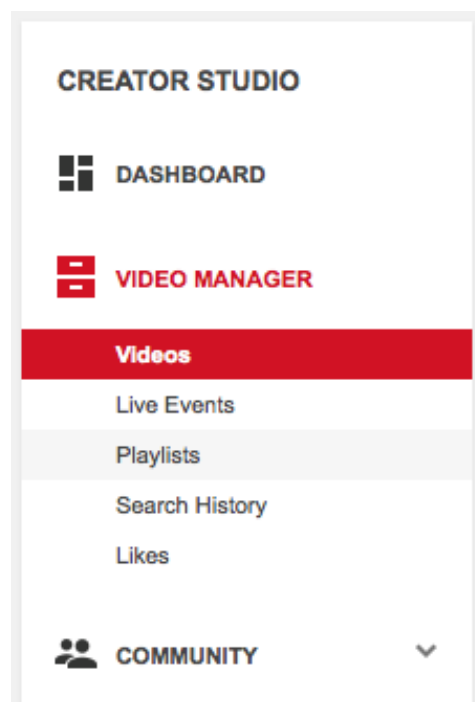 CREATOR STUDIO
DASHBOARD
VIDEO MANAGER
Videos
Live Events
Playlists
Search History
Likes
COMMUNITY